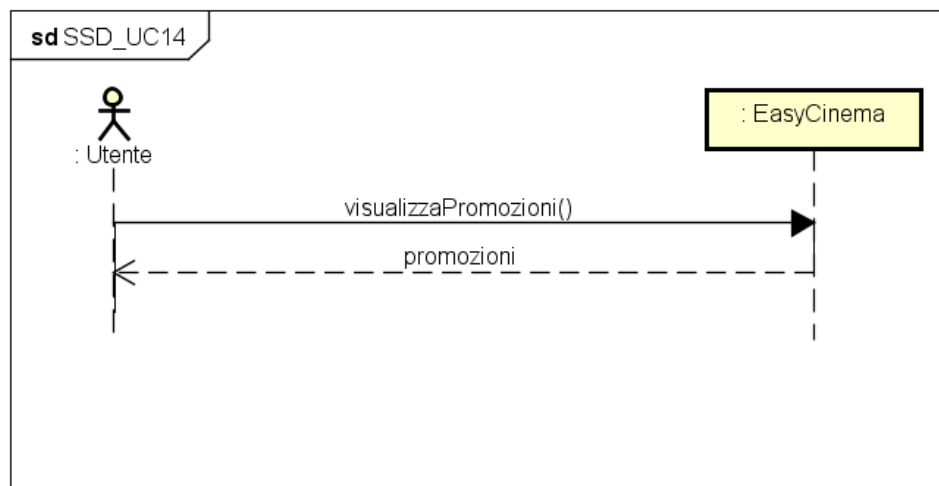 sd SSD_UC14
: Utente
: EasyCinema
visualizzaPromozioni()
promozioni